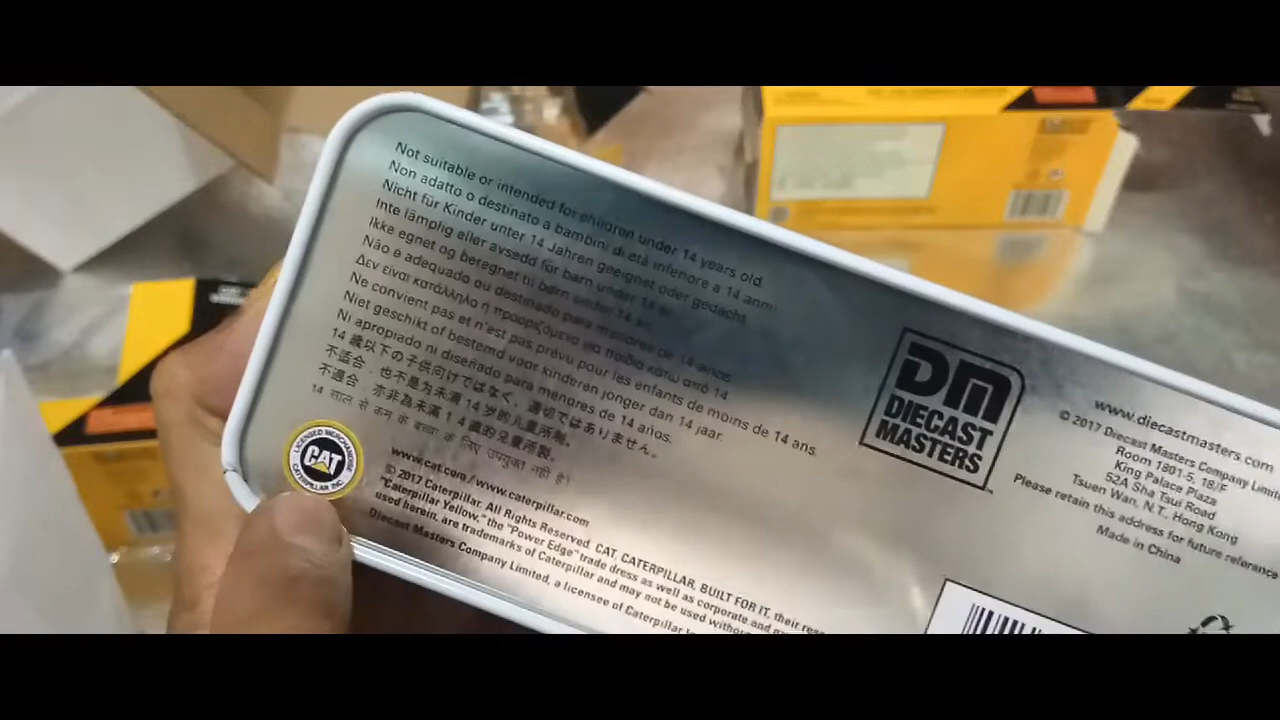 Not suitable or intended for children under 14 years old.
Non adatto o destinato a bambini di età inferiore a 14 anni.
Nicht für Kinder unter 14 Jahren geeignet oder gedacht.
Inte lämplig eller avsedd för barn under 14 år.
Ikke egnet og beregnet til børn under 14 år.
Não é adequado ou destinado para menores de 14 anos.
Δεν είναι κατάλληλο ή προοριζόμενο για παιδιά κάτω από 14.
Ne convient pas et n'est pas prévu pour les enfants de moins de 14 ans.
Niet geschikt of bestemd voor kinderen jonger dan 14 jaar.
Ni apropiado ni diseñado para menores de 14 años.
14 歳以下の子供向けではなく、適切ではありません。
不适合，也不是为未满 14 岁的儿童所制。
不適合，亦非為未滿 14 歲的兒童所製。
14 साल से कम के बच्चों के लिए उपयुक्त नहीं है।
LICENSED MERCHANDISE
CAT
CATERPILLAR INC.
www.cat.com / www.caterpillar.com
© 2017 Caterpillar. All Rights Reserved. CAT, CATERPILLAR, BUILT FOR IT, their
"Caterpillar Yellow," the "Power Edge" trade dress as well as corporate and
used herein, are trademarks of Caterpillar and may not be used
Diecast Masters Company Limited, a licensee of Caterpillar
DM
DIECAST
MASTERS
www.diecastmasters.com
© 2017 Diecast Masters Company
Room 1801-5, 18/F
King Palace Plaza
52A Sha Tsui Road
Tsuen Wan, N.T. Hong Kong
Please retain this address for future reference
Made in China